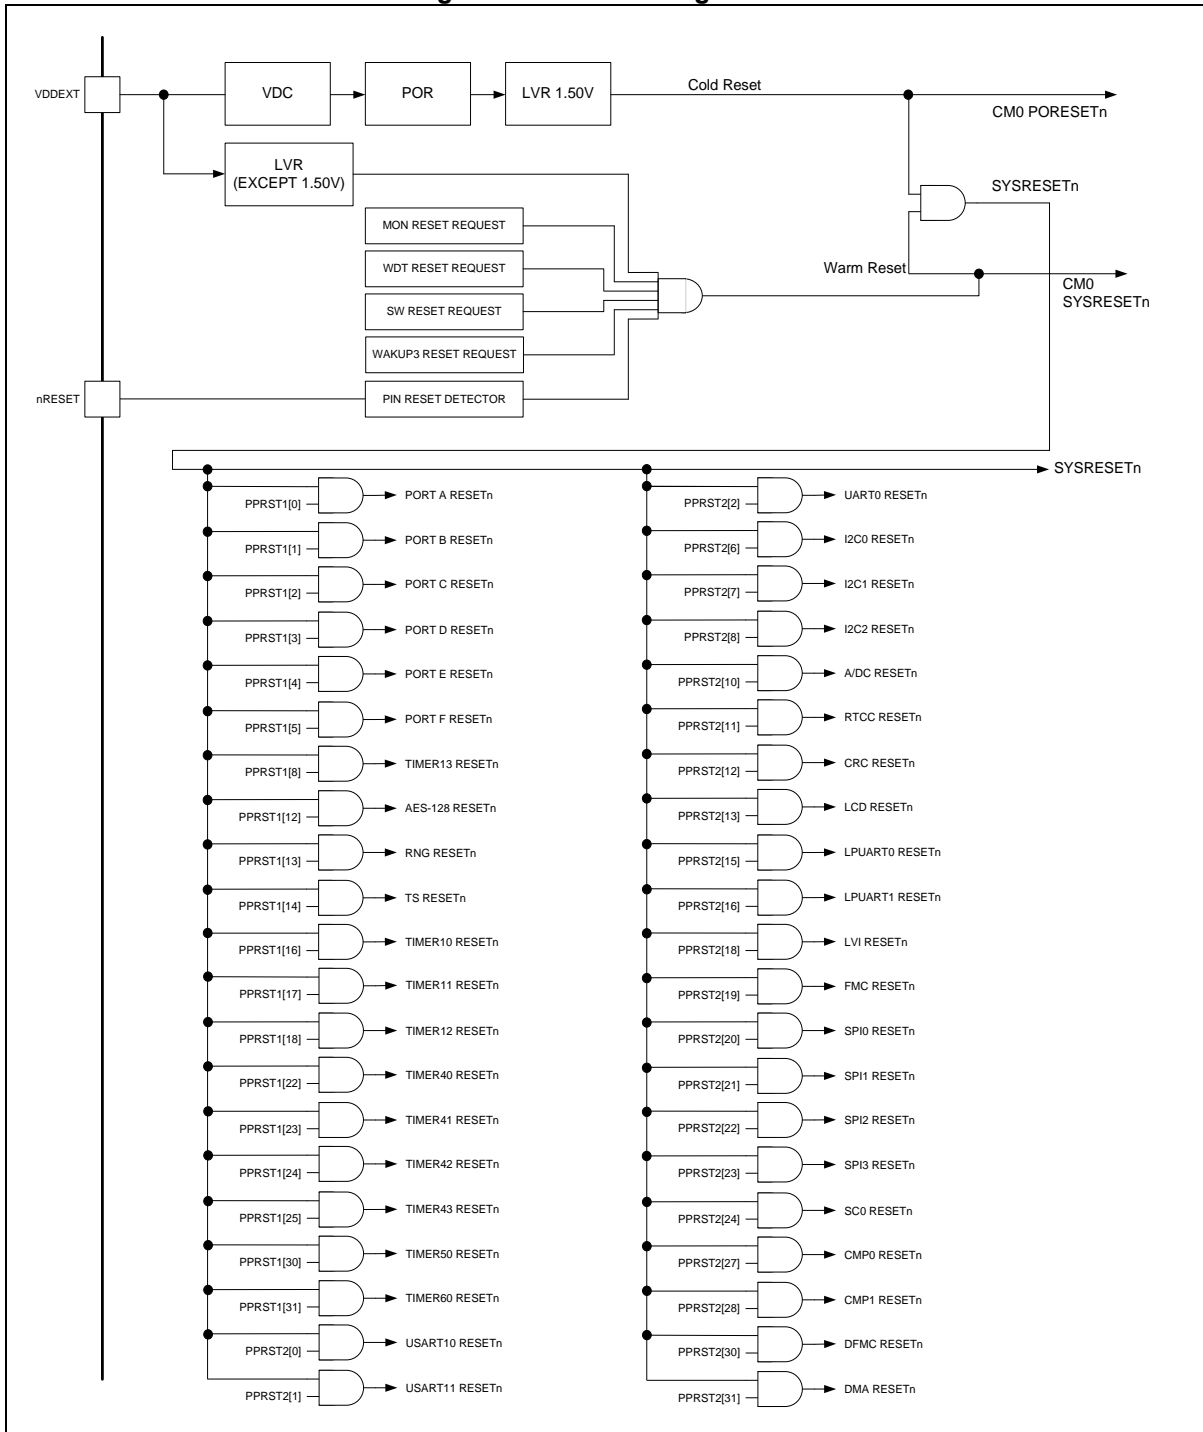 VDDEXT
VDC
POR
LVR 1.50V
Cold Reset
CM0 PORESETn
LVR
(EXCEPT 1.50V)
SYSRESETn
MON RESET REQUEST
WDT RESET REQUEST
Warm Reset
CM0
SYSRESETn
SW RESET REQUEST
WAKUP3 RESET REQUEST
nRESET
PIN RESET DETECTOR
SYSRESETn
PPRST1[0]
PORT A RESETn
PPRST1[1]
PORT B RESETn
PPRST1[2]
PORT C RESETn
PPRST1[3]
PORT D RESETn
PPRST1[4]
PORT E RESETn
PPRST1[5]
PORT F RESETn
PPRST1[8]
TIMER13 RESETn
PPRST1[12]
AES-128 RESETn
PPRST1[13]
RNG RESETn
PPRST1[14]
TS RESETn
PPRST1[16]
TIMER10 RESETn
PPRST1[17]
TIMER11 RESETn
PPRST1[18]
TIMER12 RESETn
PPRST1[22]
TIMER40 RESETn
PPRST1[23]
TIMER41 RESETn
PPRST1[24]
TIMER42 RESETn
PPRST1[25]
TIMER43 RESETn
PPRST1[30]
TIMER50 RESETn
PPRST1[31]
TIMER60 RESETn
PPRST2[0]
USART10 RESETn
PPRST2[1]
USART11 RESETn
PPRST2[2]
UART0 RESETn
PPRST2[6]
I2C0 RESETn
PPRST2[7]
I2C1 RESETn
PPRST2[8]
I2C2 RESETn
PPRST2[10]
A/DC RESETn
PPRST2[11]
RTCC RESETn
PPRST2[12]
CRC RESETn
PPRST2[13]
LCD RESETn
PPRST2[15]
LPUART0 RESETn
PPRST2[16]
LPUART1 RESETn
PPRST2[18]
LVI RESETn
PPRST2[19]
FMC RESETn
PPRST2[20]
SPI0 RESETn
PPRST2[21]
SPI1 RESETn
PPRST2[22]
SPI2 RESETn
PPRST2[23]
SPI3 RESETn
PPRST2[24]
SC0 RESETn
PPRST2[27]
CMP0 RESETn
PPRST2[28]
CMP1 RESETn
PPRST2[30]
DFMC RESETn
PPRST2[31]
DMA RESETn